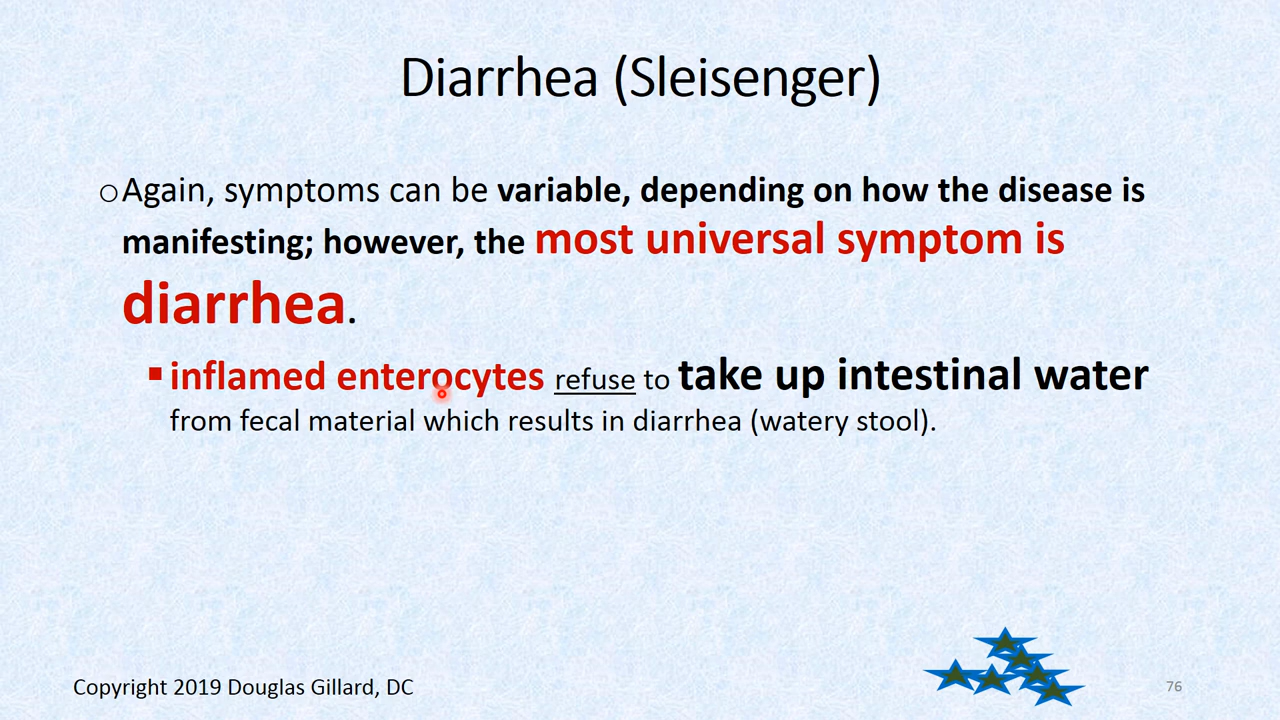 Diarrhea (Sleisenger)
○Again, symptoms can be variable, depending on how the disease is
manifesting; however, the most universal symptom is
diarrhea.
▪inflamed enterocytes refuse to take up intestinal water
from fecal material which results in diarrhea (watery stool).
Copyright 2019 Douglas Gillard, DC
76